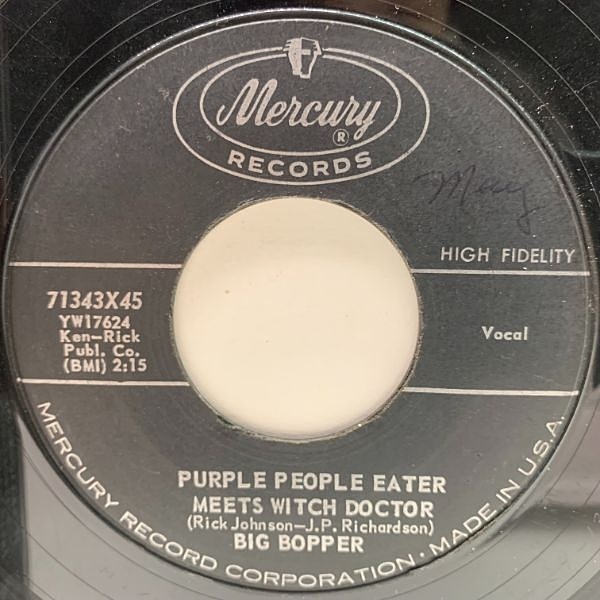 Mercury
®
RECORDS
HIGH FIDELITY
71343X45
YW17624
Ken-Rick
Publ. Co.
(BMI) 2:15
Vocal
PURPLE PEOPLE EATER
MEETS WITCH DOCTOR
(Rick Johnson—J.P. Richardson)
BIG BOPPER
MERCURY RECORD CORPORATION · MADE IN U.S.A.